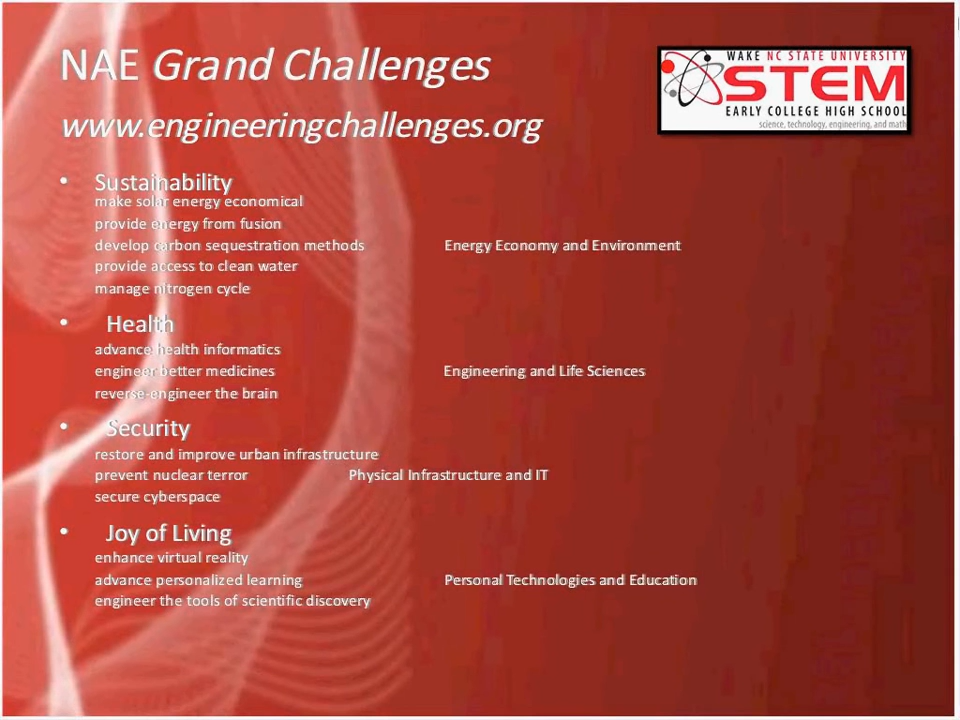 NAE Grand Challenges
www.engineeringchallenges.org
WAKE NC STATE UNIVERSITY
STEM
EARLY COLLEGE HIGH SCHOOL
science, technology, engineering, and math
• Sustainability
make solar energy economical
provide energy from fusion
develop carbon sequestration methods Energy Economy and Environment
provide access to clean water
manage nitrogen cycle
• Health
advance health informatics
engineer better medicines Engineering and Life Sciences
reverse-engineer the brain
• Security
restore and improve urban infrastructure
prevent nuclear terror Physical Infrastructure and IT
secure cyberspace
• Joy of Living
enhance virtual reality
advance personalized learning Personal Technologies and Education
engineer the tools of scientific discovery